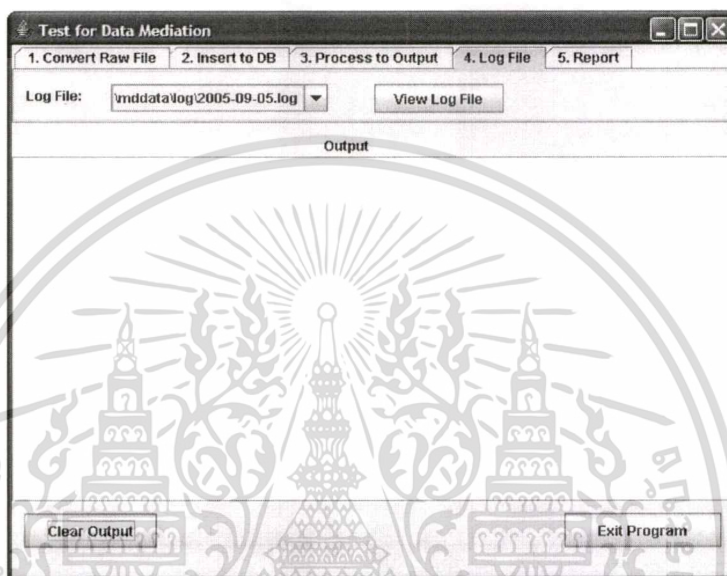 Test for Data Mediation
1. Convert Raw File 2. Insert to DB 3. Process to Output 4. Log File 5. Report
Log File: \mddata\log\2005-09-05.log View Log File
Output
Clear Output Exit Program